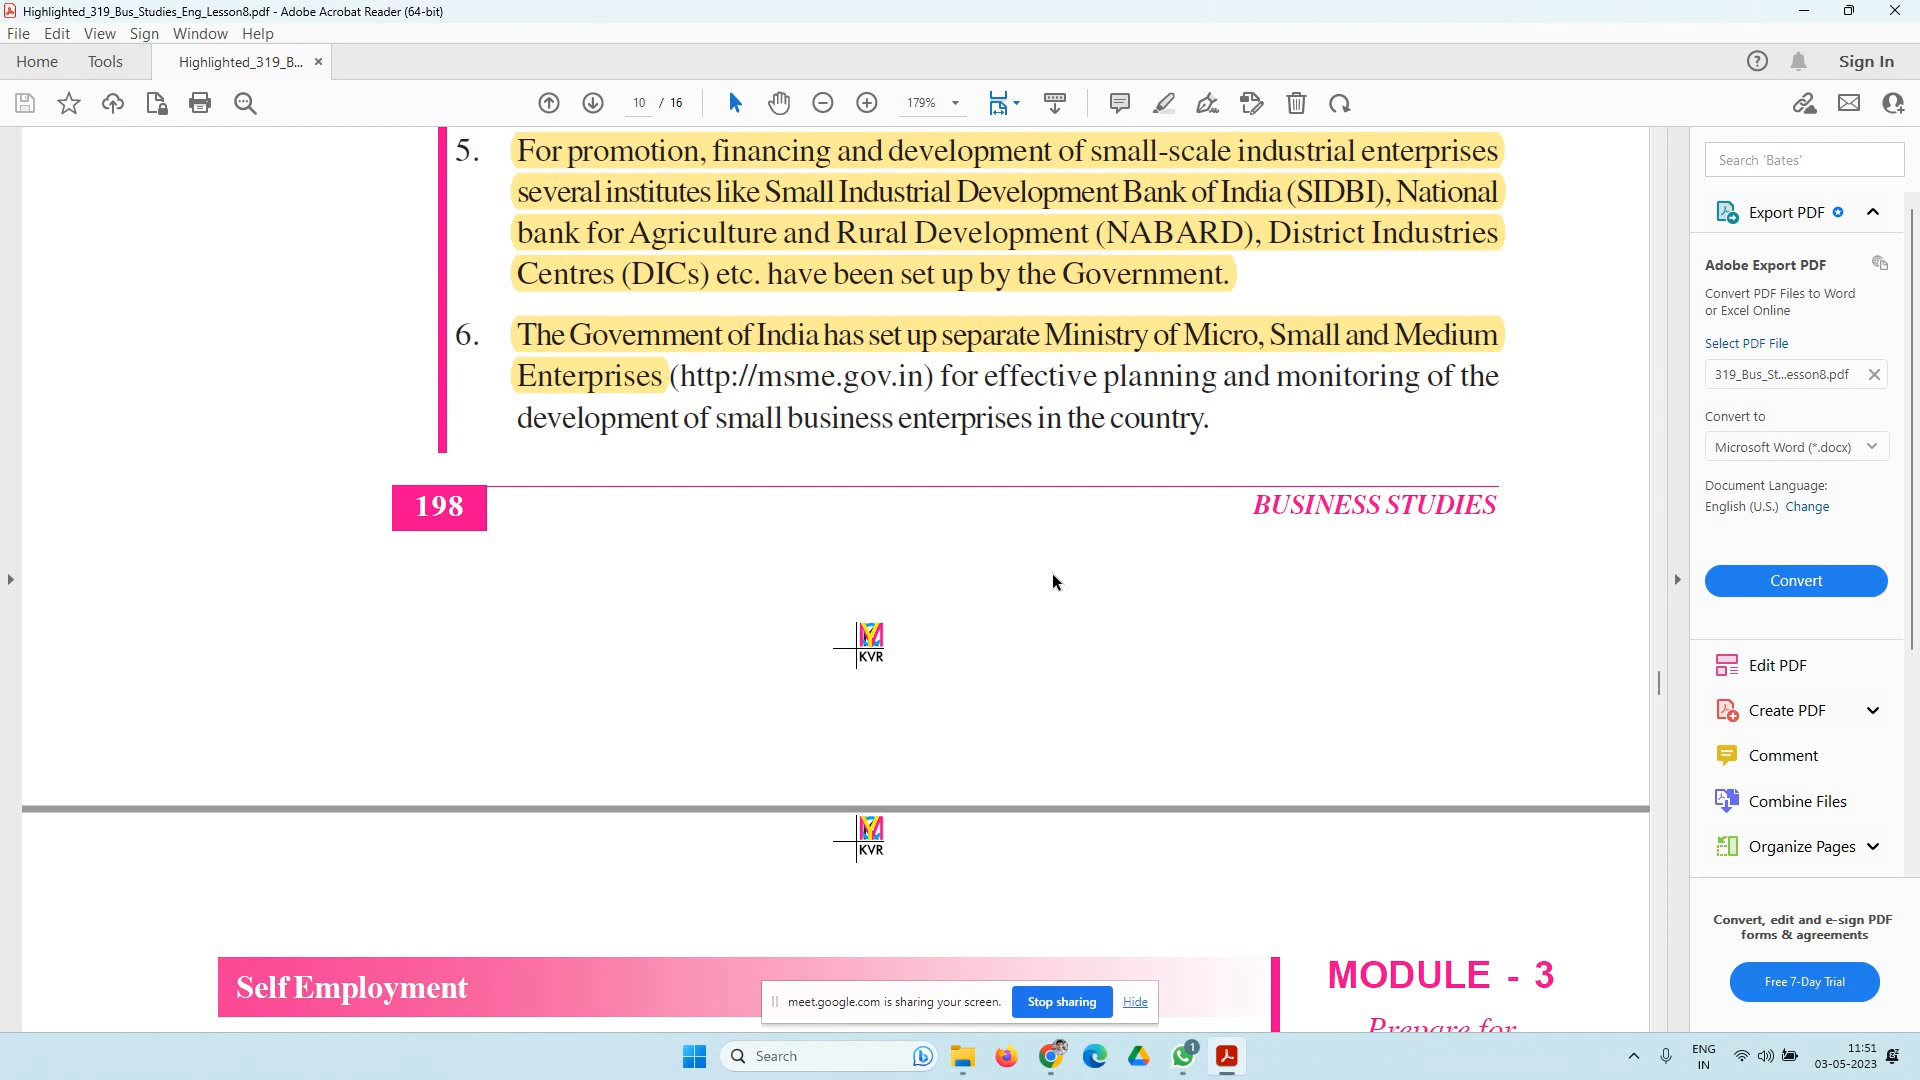 Highlighted_319_Bus_Studies_Eng_Lesson8.pdf - Adobe Acrobat Reader (64-bit)
File Edit View Sign Window Help
Home Tools Highlighted_319_B... Sign In
10 / 16 179%
5. For promotion, financing and development of small-scale industrial enterprises
several institutes like Small Industrial Development Bank of India (SIDBI), National
bank for Agriculture and Rural Development (NABARD), District Industries
Centres (DICs) etc. have been set up by the Government.
6. The Government of India has set up separate Ministry of Micro, Small and Medium
Enterprises (http://msme.gov.in) for effective planning and monitoring of the
development of small business enterprises in the country.
198 BUSINESS STUDIES
KVR
KVR
Self Employment
MODULE - 3
Prepare for
Search 'Bates'
Export PDF
Adobe Export PDF
Convert PDF Files to Word
or Excel Online
Select PDF File
319_Bus_St...esson8.pdf
Convert to
Microsoft Word (*.docx)
Document Language:
English (U.S.) Change
Convert
Edit PDF
Create PDF
Comment
Combine Files
Organize Pages
Convert, edit and e-sign PDF
forms & agreements
Free 7-Day Trial
meet.google.com is sharing your screen. Stop sharing Hide
Search
1
ENG
IN
11:51
03-05-2023